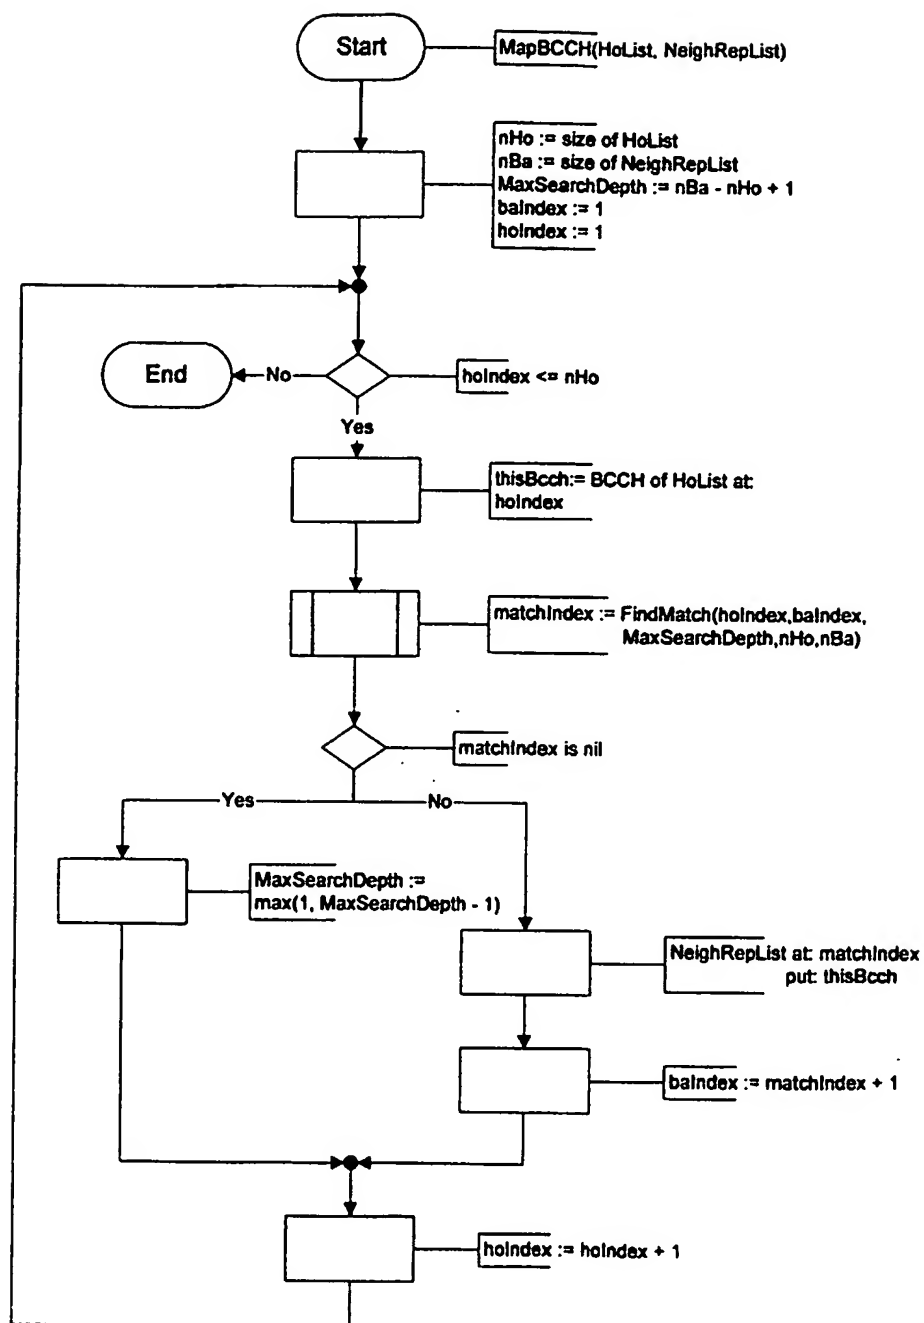 Start
MapBCCH(HoList, NeighRepList)
nHo := size of HoList
nBa := size of NeighRepList
MaxSearchDepth := nBa - nHo + 1
baIndex := 1
hoIndex := 1
End
No
hoIndex <= nHo
Yes
thisBcch:= BCCH of HoList at:
hoIndex
matchIndex := FindMatch(hoIndex,baIndex,
MaxSearchDepth,nHo,nBa)
matchIndex is nil
Yes
No
MaxSearchDepth :=
max(1, MaxSearchDepth - 1)
NeighRepList at: matchIndex
put: thisBcch
baIndex := matchIndex + 1
hoIndex := hoIndex + 1